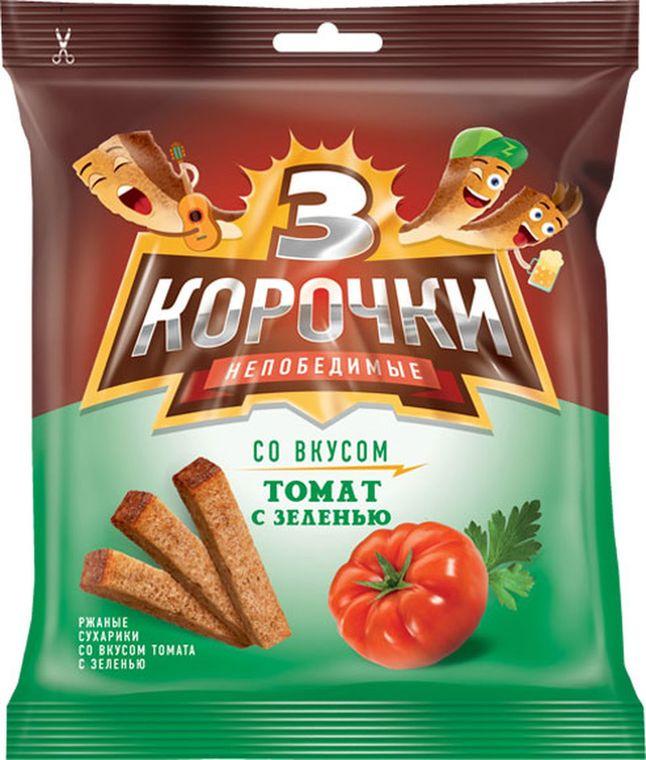 3
КОРОЧКИ
НЕПОБЕДИМЫЕ
СО ВКУСОМ
ТОМАТ
С ЗЕЛЕНЬЮ
РЖАНЫЕ
СУХАРИКИ
СО ВКУСОМ ТОМАТА
С ЗЕЛЕНЬЮ